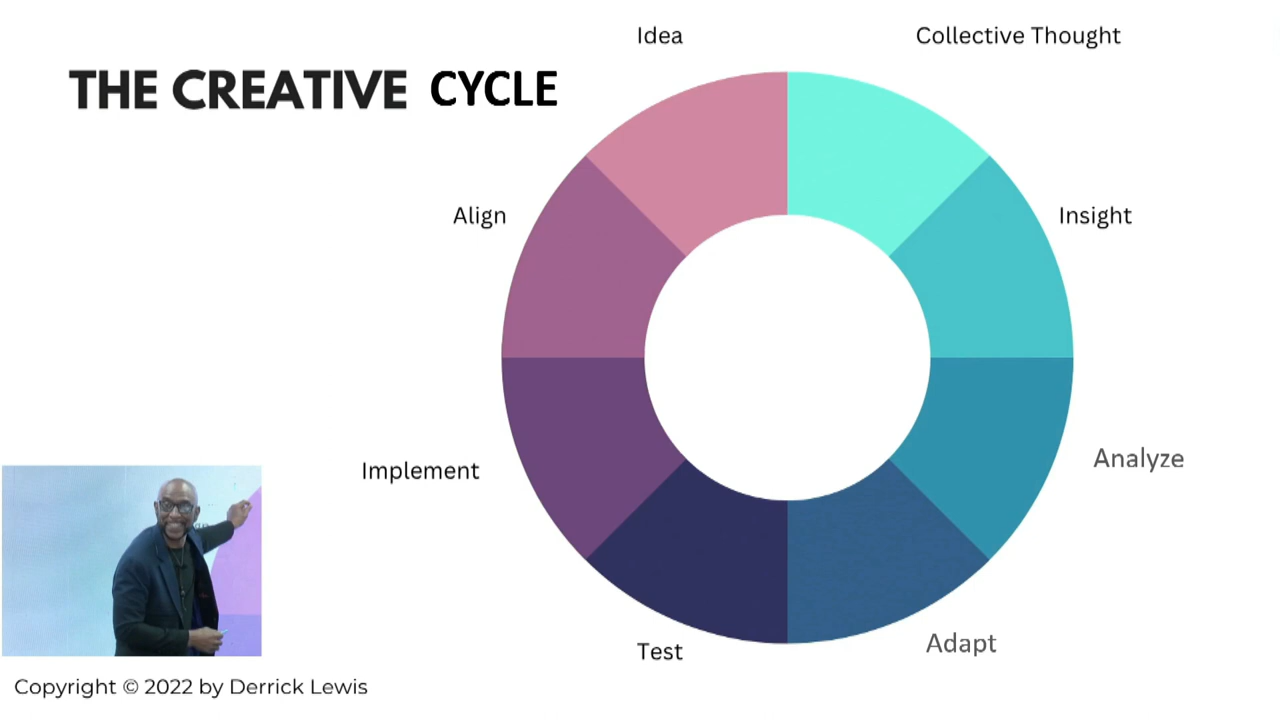 THE CREATIVE CYCLE
Idea
Collective Thought
Align
Insight
Implement
Analyze
Test
Adapt
Copyright © 2022 by Derrick Lewis